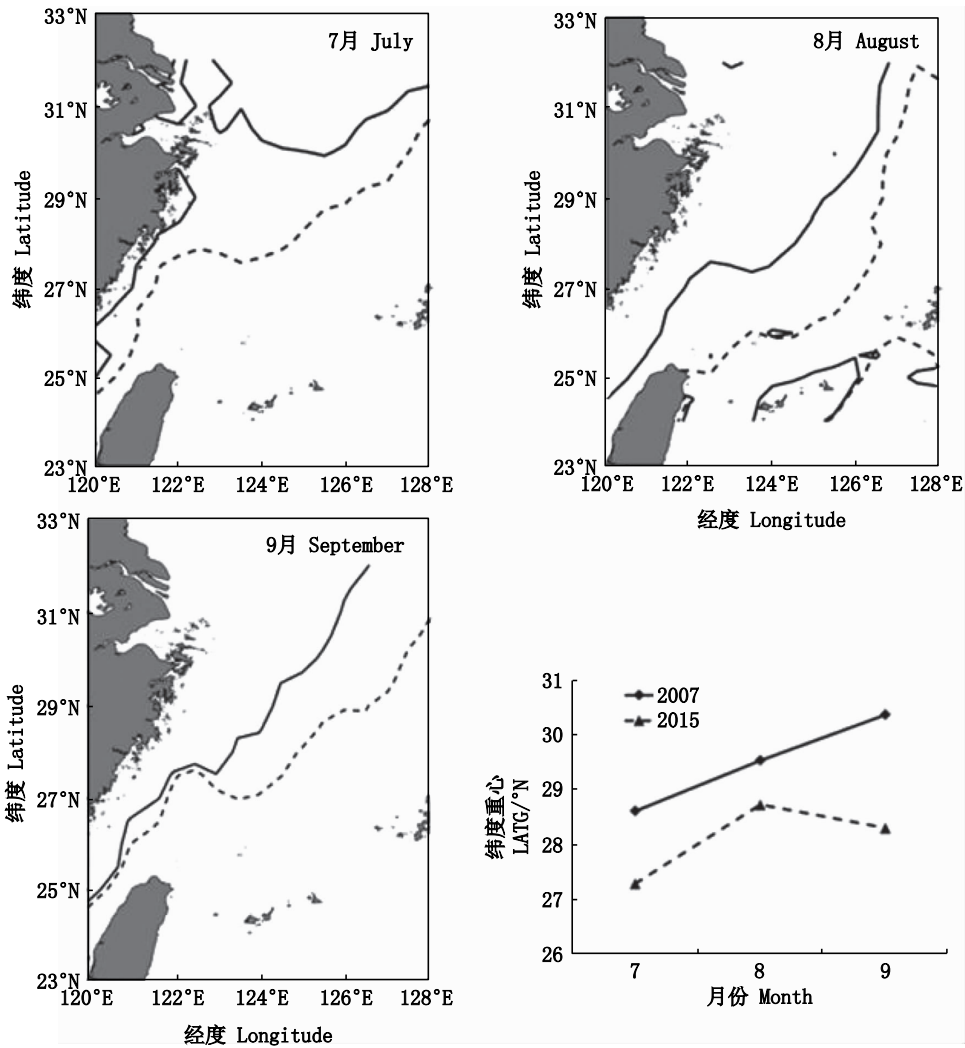 33°N
7月 July
31°N
29°N
27°N
25°N
23°N
纬度 Latitude
120°E 122°E 124°E 126°E 128°E
33°N
8月 August
31°N
29°N
27°N
25°N
23°N
纬度 Latitude
120°E 122°E 124°E 126°E 128°E
经度 Longitude
33°N
9月 September
31°N
29°N
27°N
25°N
23°N
纬度 Latitude
120°E 122°E 124°E 126°E 128°E
经度 Longitude
31
30
29
28
27
26
2007
2015
纬度重心
LATG/°N
7 8 9
月份 Month